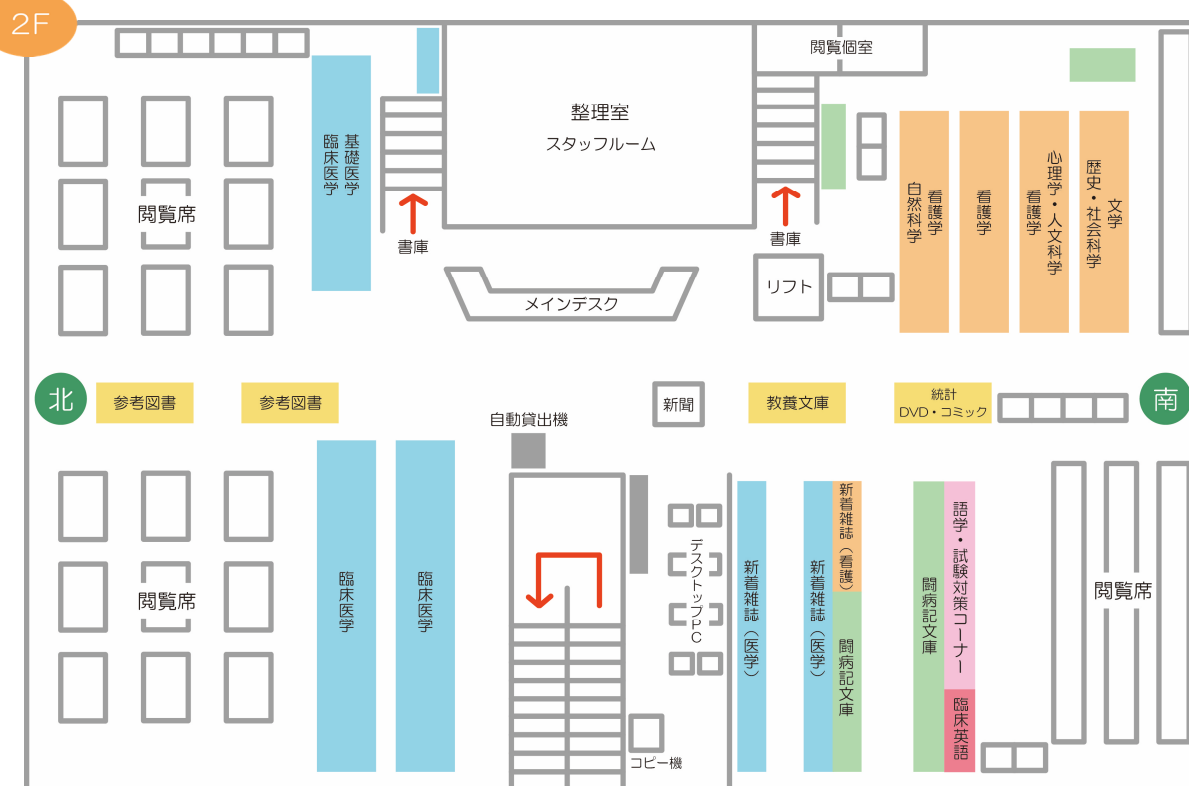 2F
閲覧個室
整理室
スタッフルーム
基礎医学
臨床医学
閲覧席
書庫
書庫
メインデスク
リフト
看護学
自然科学
看護学
心理学・人文科学
看護学
文学
歴史・社会科学
北
参考図書
参考図書
新聞
教養文庫
統計
DVD・コミック
南
自動貸出機
閲覧席
臨床医学
臨床医学
デスクトップPC
コピー機
新着雑誌（医学）
新着雑誌（医学）
新着雑誌（看護）
闘病記文庫
闘病記文庫
語学・試験対策コーナー
臨床英語
閲覧席